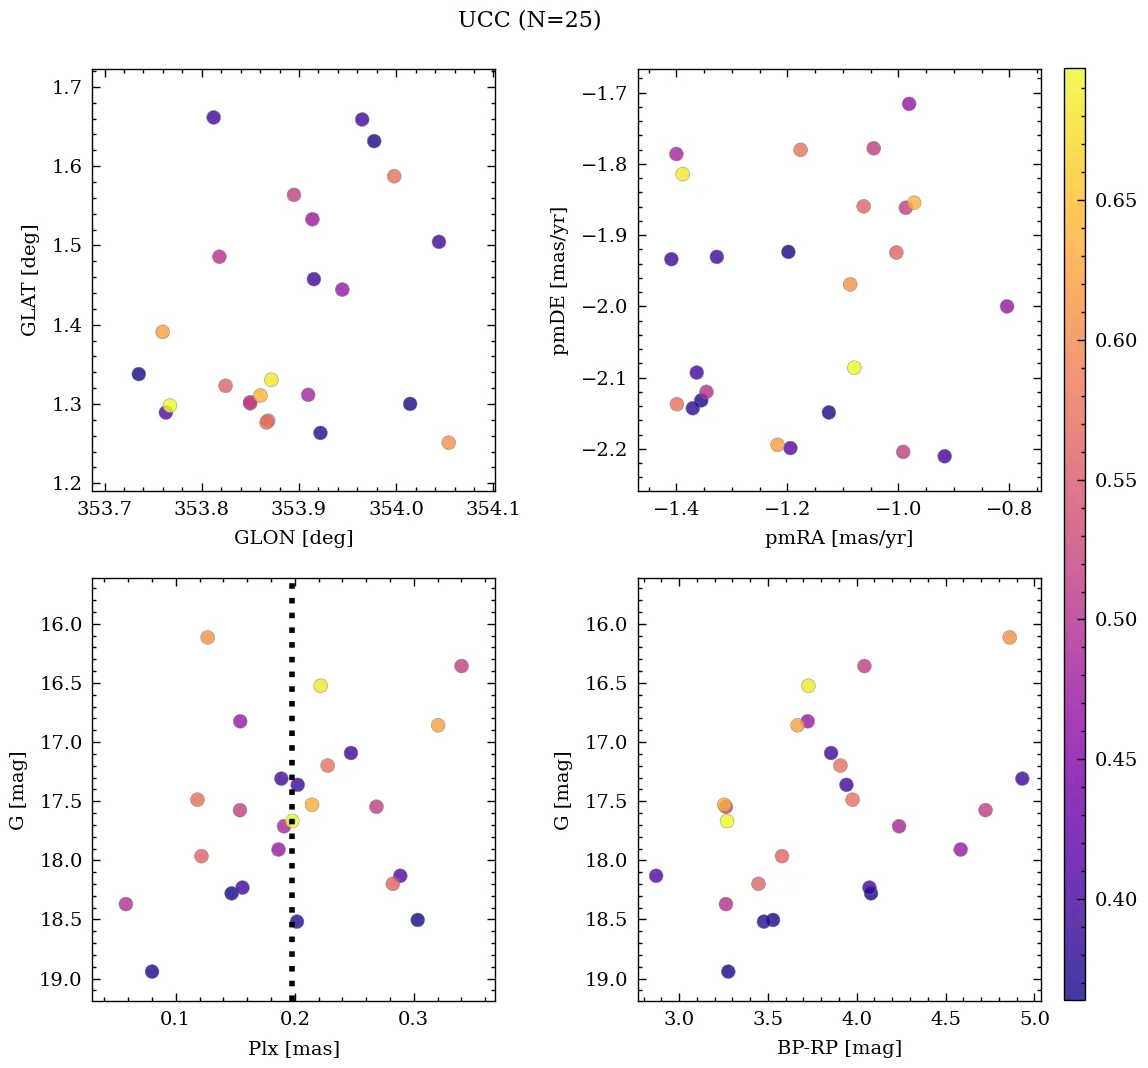 UCC (N=25)
1.7
1.6
1.5
1.4
1.3
1.2
GLAT [deg]
353.7 353.8 353.9 354.0 354.1
GLON [deg]
−1.7
−1.8
−1.9
−2.0
−2.1
−2.2
pmDE [mas/yr]
−1.4 −1.2 −1.0 −0.8
pmRA [mas/yr]
16.0
16.5
17.0
17.5
18.0
18.5
19.0
G [mag]
0.1 0.2 0.3
Plx [mas]
16.0
16.5
17.0
17.5
18.0
18.5
19.0
G [mag]
3.0 3.5 4.0 4.5 5.0
BP-RP [mag]
0.65
0.60
0.55
0.50
0.45
0.40